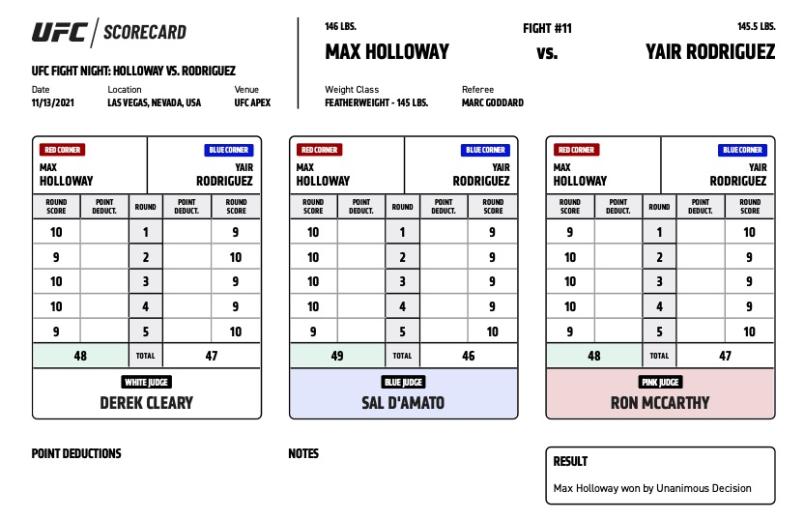 UFC / SCORECARD
UFC FIGHT NIGHT: HOLLOWAY VS. RODRIGUEZ
Date Location Venue
11/13/2021 LAS VEGAS, NEVADA, USA UFC APEX
146 LBS. FIGHT #11 145.5 LBS.
MAX HOLLOWAY VS. YAIR RODRIGUEZ
Weight Class Referee
FEATHERWEIGHT - 145 LBS. MARC GODDARD
RED CORNER BLUE CORNER
MAX YAIR
HOLLOWAY RODRIGUEZ
ROUND SCORE POINT DEDUCT. ROUND POINT DEDUCT. ROUND SCORE
10 1 9
9 2 10
10 3 9
10 4 9
9 5 10
48 TOTAL 47
WHITE JUDGE
DEREK CLEARY
RED CORNER BLUE CORNER
MAX YAIR
HOLLOWAY RODRIGUEZ
ROUND SCORE POINT DEDUCT. ROUND POINT DEDUCT. ROUND SCORE
10 1 9
10 2 9
10 3 9
10 4 9
9 5 10
49 TOTAL 46
BLUE JUDGE
SAL D'AMATO
RED CORNER BLUE CORNER
MAX YAIR
HOLLOWAY RODRIGUEZ
ROUND SCORE POINT DEDUCT. ROUND POINT DEDUCT. ROUND SCORE
9 1 10
10 2 9
10 3 9
10 4 9
9 5 10
48 TOTAL 47
PINK JUDGE
RON MCCARTHY
POINT DEDUCTIONS
NOTES
RESULT
Max Holloway won by Unanimous Decision